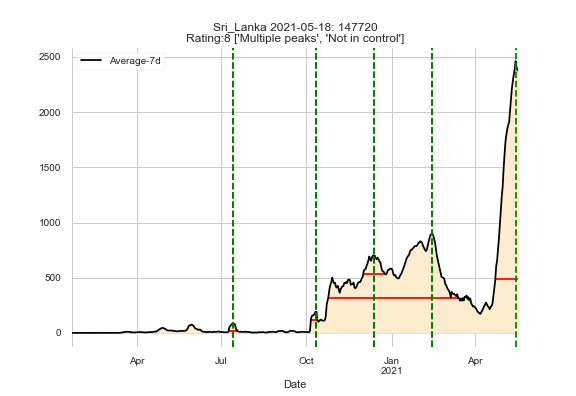 Sri_Lanka 2021-05-18: 147720
Rating:8 ['Multiple peaks', 'Not in control']
Average-7d
2500
2000
1500
1000
500
0
Apr Jul Oct Jan Apr
2021
Date